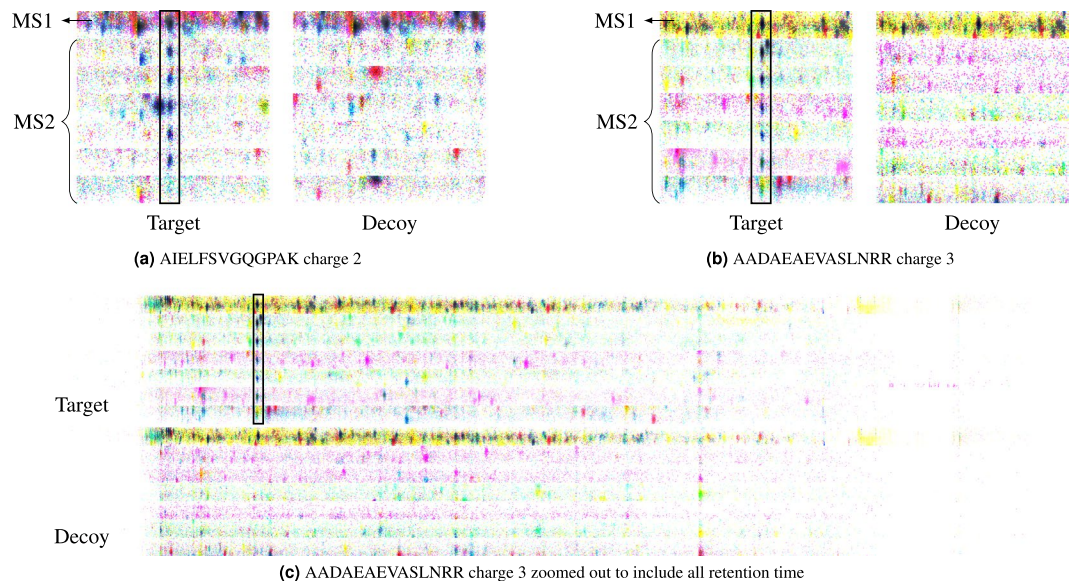 MS1
MS2
Target
Decoy
(a) AIELFSVGQGPAK charge 2
MS1
MS2
Target
Decoy
(b) AADAEAEVASLNRR charge 3
Target
Decoy
(c) AADAEAEVASLNRR charge 3 zoomed out to include all retention time